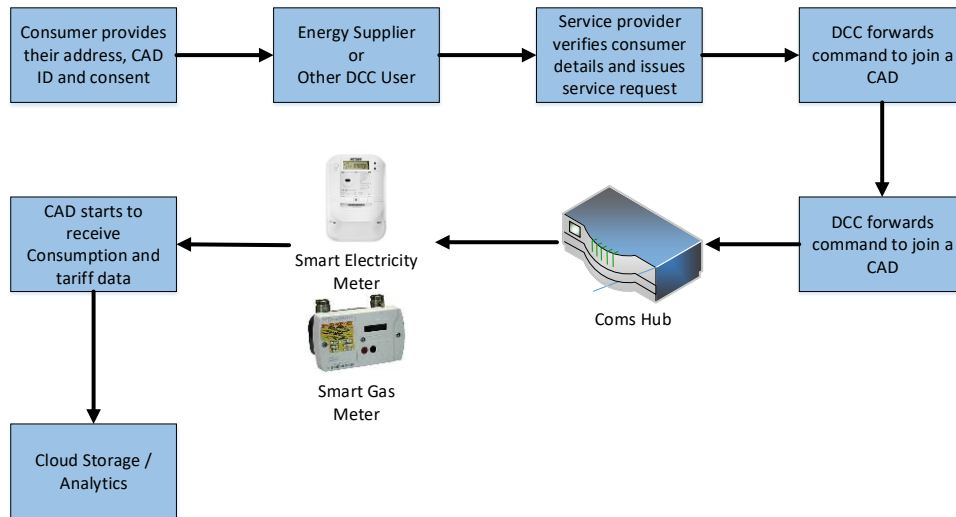 Consumer provides
their address, CAD
ID and consent
Energy Supplier
or
Other DCC User
Service provider
verifies consumer
details and issues
service request
DCC forwards
command to join a
CAD
DCC forwards
command to join a
CAD
Coms Hub
Smart Electricity
Meter
Smart Gas
Meter
CAD starts to
receive
Consumption and
tariff data
Cloud Storage /
Analytics